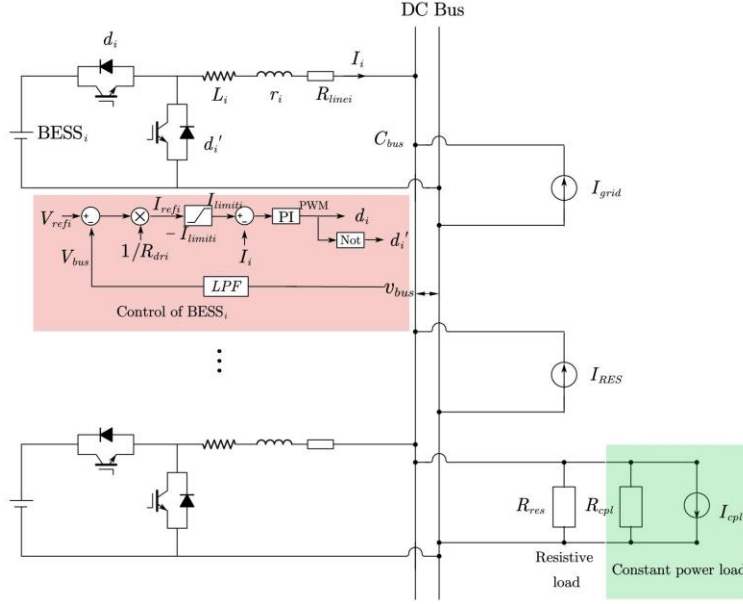 DC Bus
d_i
I_i
L_i
r_i
R_linei
BESS_i
d_i'
C_bus
I_grid
V_refi
I_refi
I_limiti
PWM
PI
d_i
- I_limiti
1/R_dri
I_i
Not
d_i'
V_bus
LPF
v_bus
Control of BESS_i
I_RES
R_res
R_cpl
I_cpl
Resistive
load
Constant power load